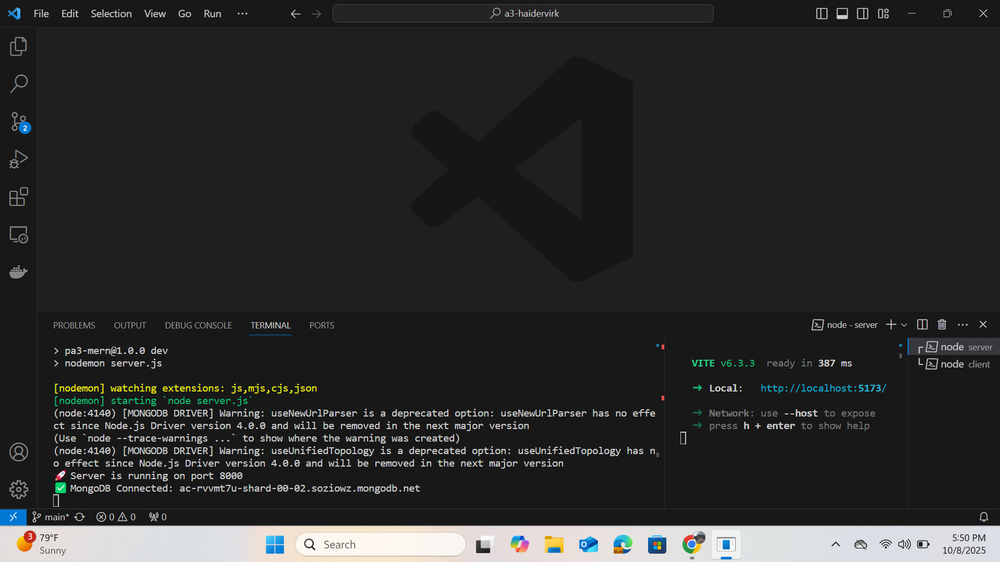 File Edit Selection View Go Run ···
a3-haidervirk
2
PROBLEMS OUTPUT DEBUG CONSOLE TERMINAL PORTS
node - server
> pa3-mern@1.0.0 dev
> nodemon server.js
[nodemon] watching extensions: js,mjs,cjs,json
[nodemon] starting `node server.js`
(node:4140) [MONGODB DRIVER] Warning: useNewUrlParser is a deprecated option: useNewUrlParser has no effe
ct since Node.js Driver version 4.0.0 and will be removed in the next major version
(Use `node --trace-warnings ...` to show where the warning was created)
(node:4140) [MONGODB DRIVER] Warning: useUnifiedTopology is a deprecated option: useUnifiedTopology has n
o effect since Node.js Driver version 4.0.0 and will be removed in the next major version
🚀 Server is running on port 8000
✅ MongoDB Connected: ac-rvvmt7u-shard-00-02.soziowz.mongodb.net
VITE v6.3.3 ready in 387 ms
➜ Local: http://localhost:5173/
➜ Network: use --host to expose
➜ press h + enter to show help
node server
node client
main* 0 0 0
3
79°F
Sunny
Search
5:50 PM
10/8/2025